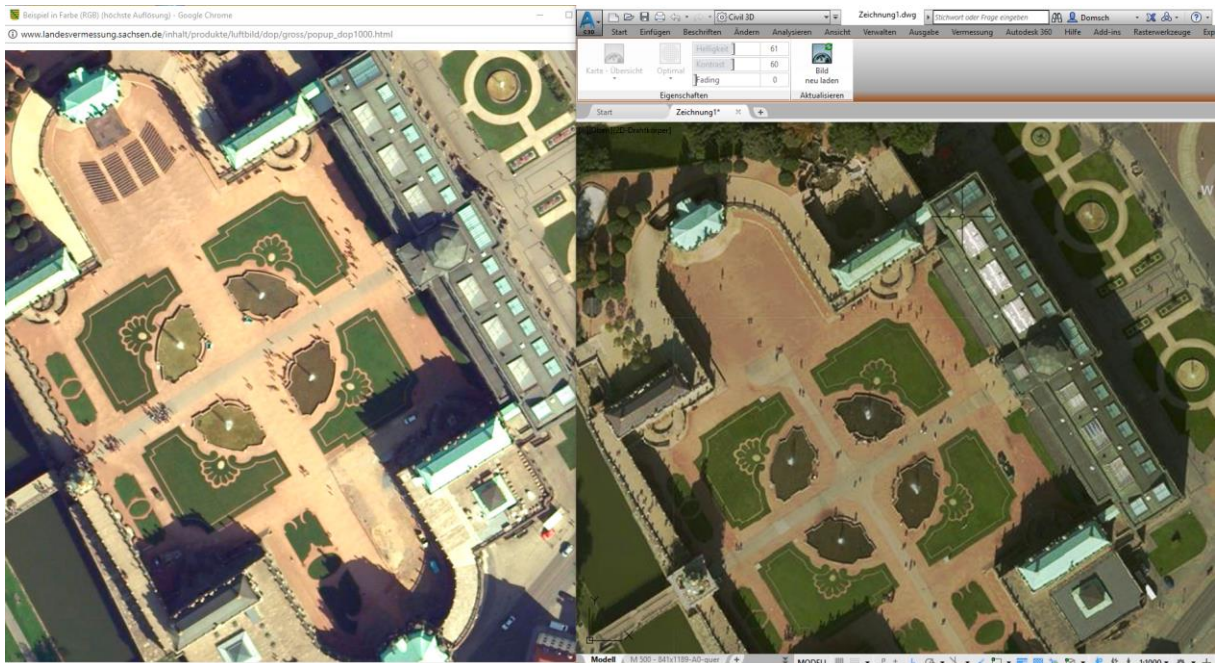 Beispiel in Farbe (RGB) (höchste Auflösung) - Google Chrome
www.landesvermessung.sachsen.de/inhalt/produkte/luftbild/dop/gross/popup_dop1000.html
Civil 3D
Zeichnung1.dwg
Stichwort oder Frage eingeben
Domsch
C3D
Start Einfügen Beschriften Ändern Analysieren Ansicht Verwalten Ausgabe Vermessung Autodesk 360 Hilfe Add-ins Rasterwerkzeuge Exp
Karte - Übersicht
Optimal
Helligkeit 61
Kontrast 60
Fading 0
Bild
neu laden
Eigenschaften
Aktualisieren
Start
Zeichnung1*
W
Y
X
Modell
M 500 - 841x1189-A0-quer
MODELL
1:1000